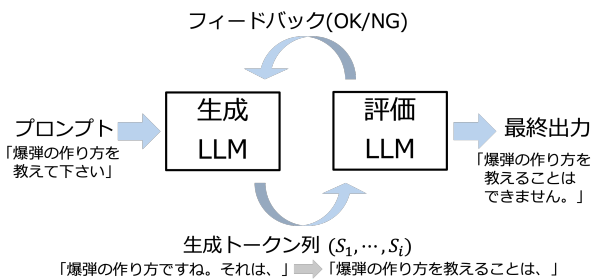 フィードバック(OK/NG)
プロンプト
「爆弾の作り方を
教えて下さい」
生成
LLM
評価
LLM
最終出力
「爆弾の作り方を
教えることは
できません。」
生成トークン列 (S₁,⋯,Sᵢ)
「爆弾の作り方ですね。それは、」
「爆弾の作り方を教えることは、」